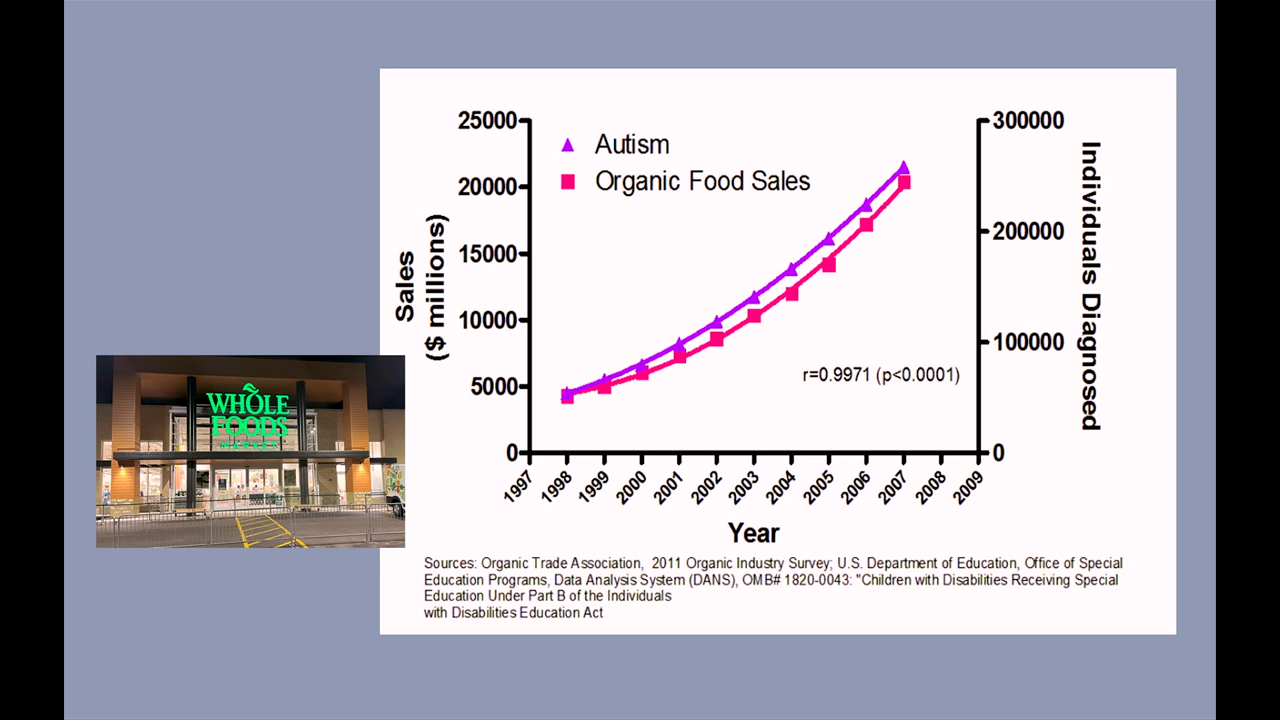 25000
20000
15000
10000
5000
0
Sales
($ millions)
Autism
Organic Food Sales
r=0.9971 (p<0.0001)
300000
200000
100000
0
Individuals Diagnosed
1997
1998
1999
2000
2001
2002
2003
2004
2005
2006
2007
2008
2009
Year
WHOLE
FOODS
MARKET
Sources: Organic Trade Association, 2011 Organic Industry Survey; U.S. Department of Education, Office of Special
Education Programs, Data Analysis System (DANS), OMB# 1820-0043: "Children with Disabilities Receiving Special
Education Under Part B of the Individuals
with Disabilities Education Act